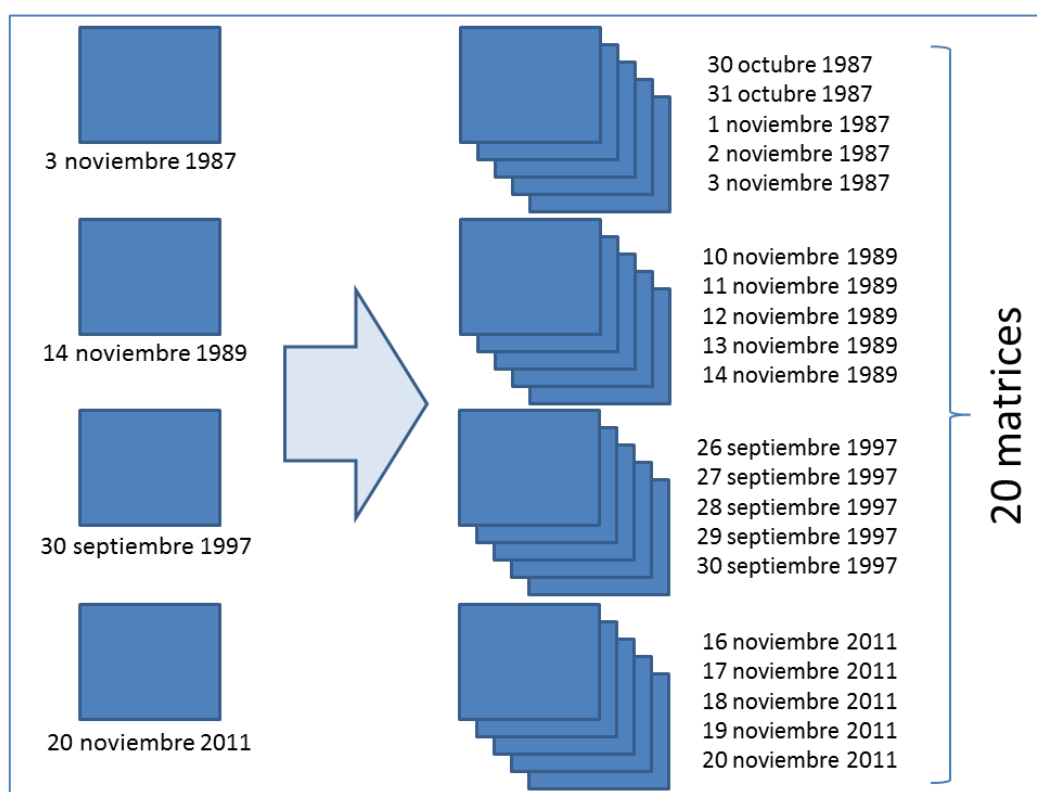 3 noviembre 1987
30 octubre 1987
31 octubre 1987
1 noviembre 1987
2 noviembre 1987
3 noviembre 1987
14 noviembre 1989
10 noviembre 1989
11 noviembre 1989
12 noviembre 1989
13 noviembre 1989
14 noviembre 1989
30 septiembre 1997
26 septiembre 1997
27 septiembre 1997
28 septiembre 1997
29 septiembre 1997
30 septiembre 1997
20 noviembre 2011
16 noviembre 2011
17 noviembre 2011
18 noviembre 2011
19 noviembre 2011
20 noviembre 2011
20 matrices